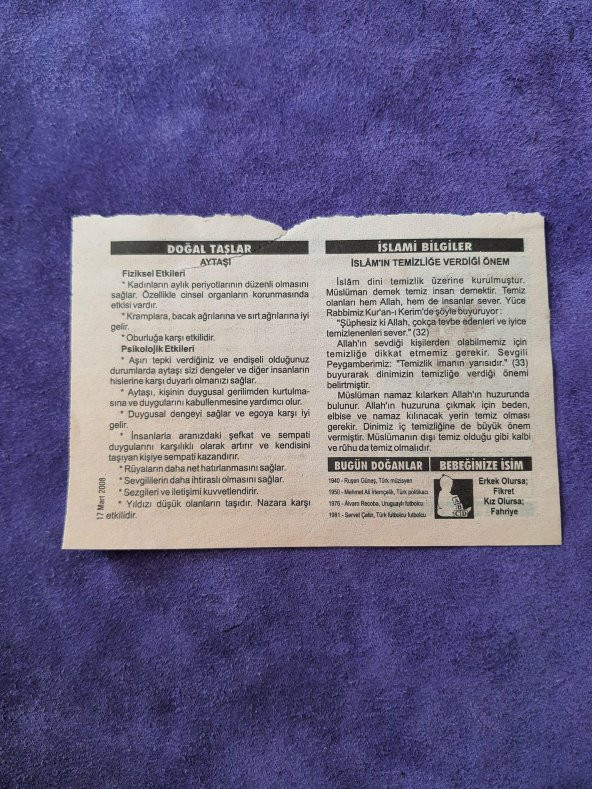 DOĞAL TAŞLAR
AYTAŞI
Fiziksel Etkileri
* Kadınların aylık periyotlarının düzenli olmasını
sağlar. Özellikle cinsel organların korunmasında
etkisi vardır.
* Kramplara, bacak ağrılarına ve sırt ağrılarına iyi
gelir.
* Oburluğa karşı etkilidir.
Psikolojik Etkileri
* Aşırı tepki verdiğiniz ve endişeli olduğunuz
durumlarda aytaşı sizi dengeler ve diğer insanların
hislerine karşı duyarlı olmanızı sağlar.
* Aytaşı, kişinin duygusal gerilimden kurtulma-
sına ve duygularını kabullenmesine yardımcı olur.
* Duygusal dengeyi sağlar ve egoya karşı iyi
gelir.
* İnsanlarla aranızdaki şefkat ve sempati
duygularını karşılıklı olarak artırır ve kendisini
taşıyan kişiye sempati kazandırır.
* Rüyaların daha net hatırlanmasını sağlar.
* Sevgililerin daha ihtiraslı olmasını sağlar.
* Sezgileri ve iletişimi kuvvetlendirir.
* Yıldızı düşük olanların taşıdır. Nazara karşı
etkilidir.
17 Mart 2008
İSLAMİ BİLGİLER
İSLÂM'IN TEMİZLİĞE VERDİĞİ ÖNEM
İslâm dini temizlik üzerine kurulmuştur.
Müslüman demek temiz insan demektir. Temiz
olanları hem Allah, hem de insanlar sever. Yüce
Rabbimiz Kur'an-ı Kerim'de şöyle buyuruyor :
"Şüphesiz ki Allah, çokça tevbe edenleri ve iyice
temizlenenleri sever." (32)
Allah'ın sevdiği kişilerden olabilmemiz için
temizliğe dikkat etmemiz gerekir. Sevgili
Peygamberimiz: "Temizlik imanın yarısıdır." (33)
buyurarak dinimizin temizliğe verdiği önemi
belirtmiştir.
Müslüman namaz kılarken Allah'ın huzurunda
bulunur. Allah'ın huzuruna çıkmak için beden,
elbise ve namaz kılınacak yerin temiz olması
gerekir. Dinimiz iç temizliğine de büyük önem
vermiştir. Müslümanın dışı temiz olduğu gibi kalbi
ve rûhu da temiz olmalıdır.
BUGÜN DOĞANLAR
1940 - Ruşen Güneş, Türk müzisyen
1950 - Mehmet Ali İrtemçelik, Türk politikacı
1976 - Álvaro Recoba, Uruguaylı futbolcu
1981 - Servet Çetin, Türk futbolcu futbolcu
BEBEĞİNİZE İSİM
Erkek Olursa;
Fikret
Kız Olursa;
Fahriye